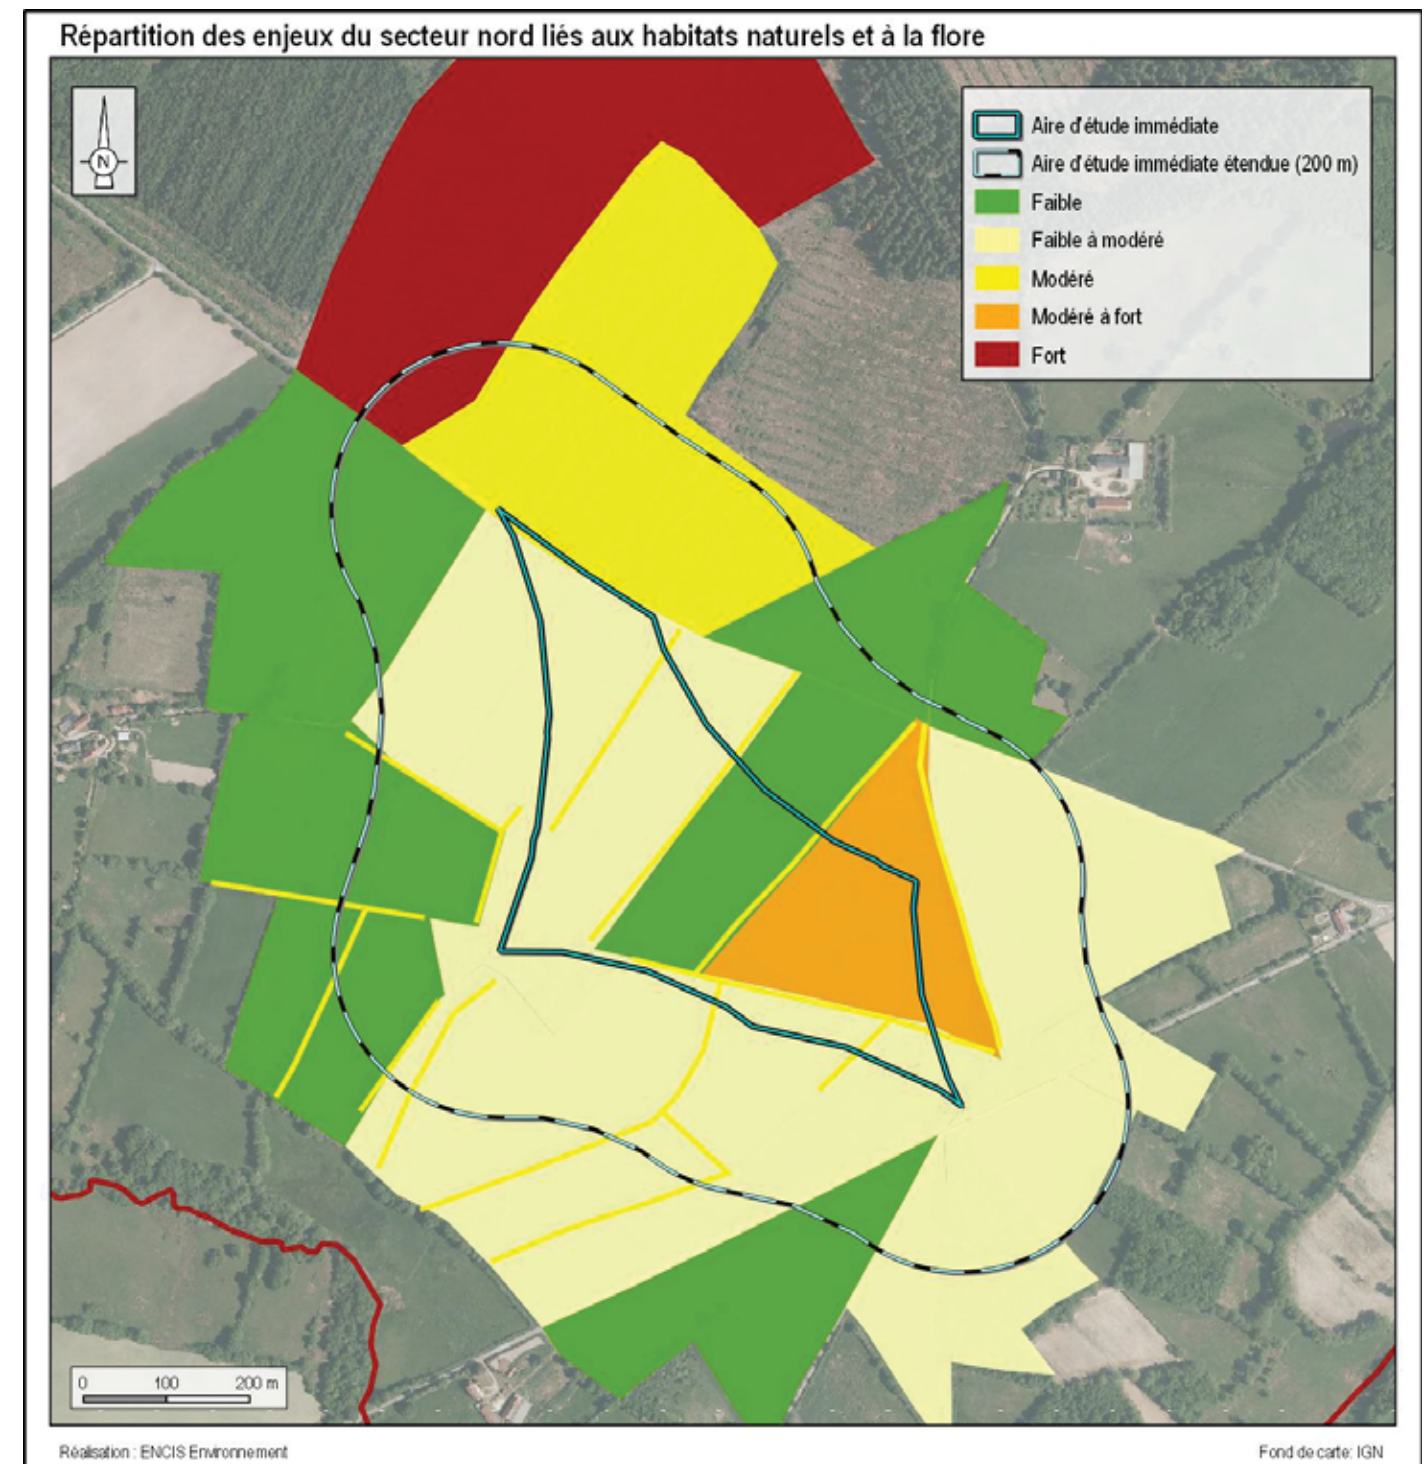 Répartition des enjeux du secteur nord liés aux habitats naturels et à la flore
N
Aire d'étude immédiate
Aire d'étude immédiate étendue (200 m)
Faible
Faible à modéré
Modéré
Modéré à fort
Fort
0 100 200 m
Réalisation : ENCIS Environnement
Fond de carte: IGN